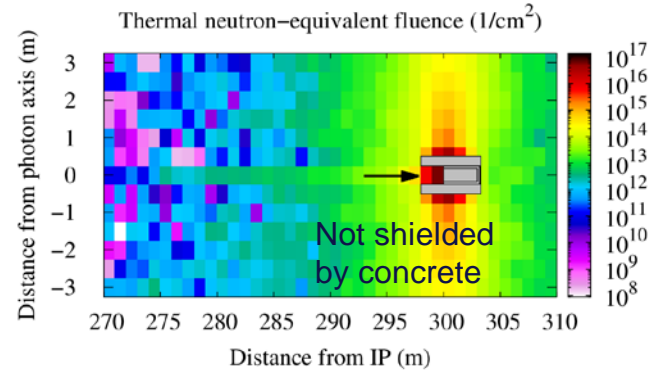 Thermal neutron-equivalent fluence (1/cm²)
Distance from photon axis (m)
3
2
1
0
−1
−2
−3
Not shielded
by concrete
10¹⁷
10¹⁶
10¹⁵
10¹⁴
10¹³
10¹²
10¹¹
10¹⁰
10⁹
10⁸
270 275 280 285 290 295 300 305 310
Distance from IP (m)